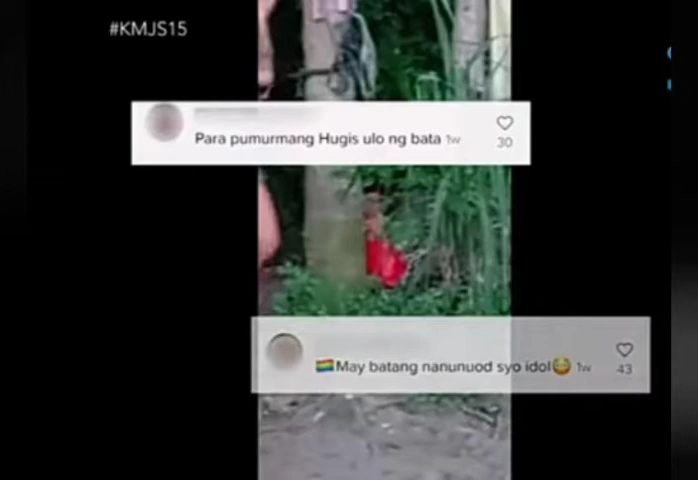 #KMJS15
Para pumurmang Hugis ulo ng bata 1w
30
🏳️‍🌈May batang nanunuod syo idol😄 1w
43